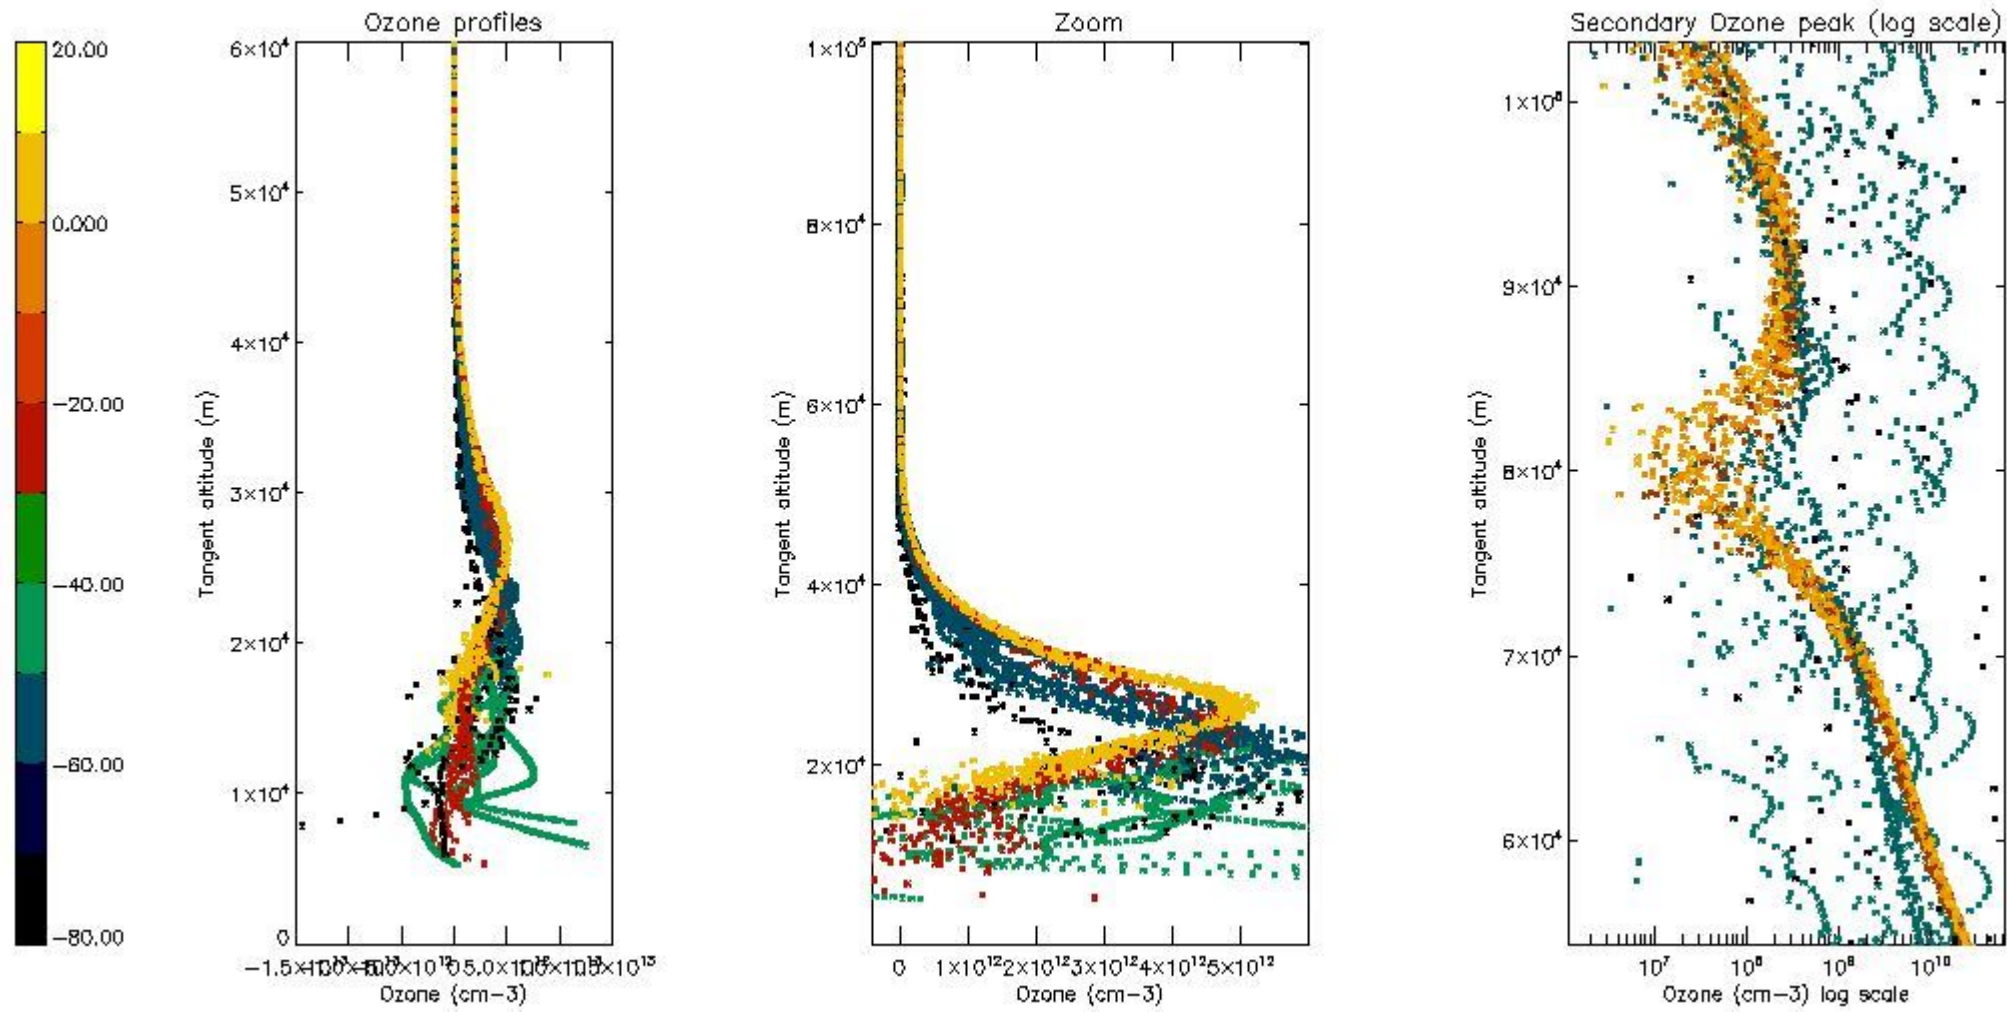 Ozone profiles
Zoom
Secondary Ozone peak (log scale)
20.00
0.000
−20.00
−40.00
−60.00
−80.00
6×10⁴
5×10⁴
4×10⁴
3×10⁴
2×10⁴
1×10⁴
0
Tangent altitude (m)
Ozone (cm−3)
1×10⁵
8×10⁴
6×10⁴
4×10⁴
2×10⁴
Tangent altitude (m)
0 1×10¹² 2×10¹² 3×10¹² 4×10¹² 5×10¹²
Ozone (cm−3)
9×10⁴
8×10⁴
7×10⁴
6×10⁴
Tangent altitude (m)
10⁷ 10⁸ 10⁹ 10¹⁰
Ozone (cm−3) log scale